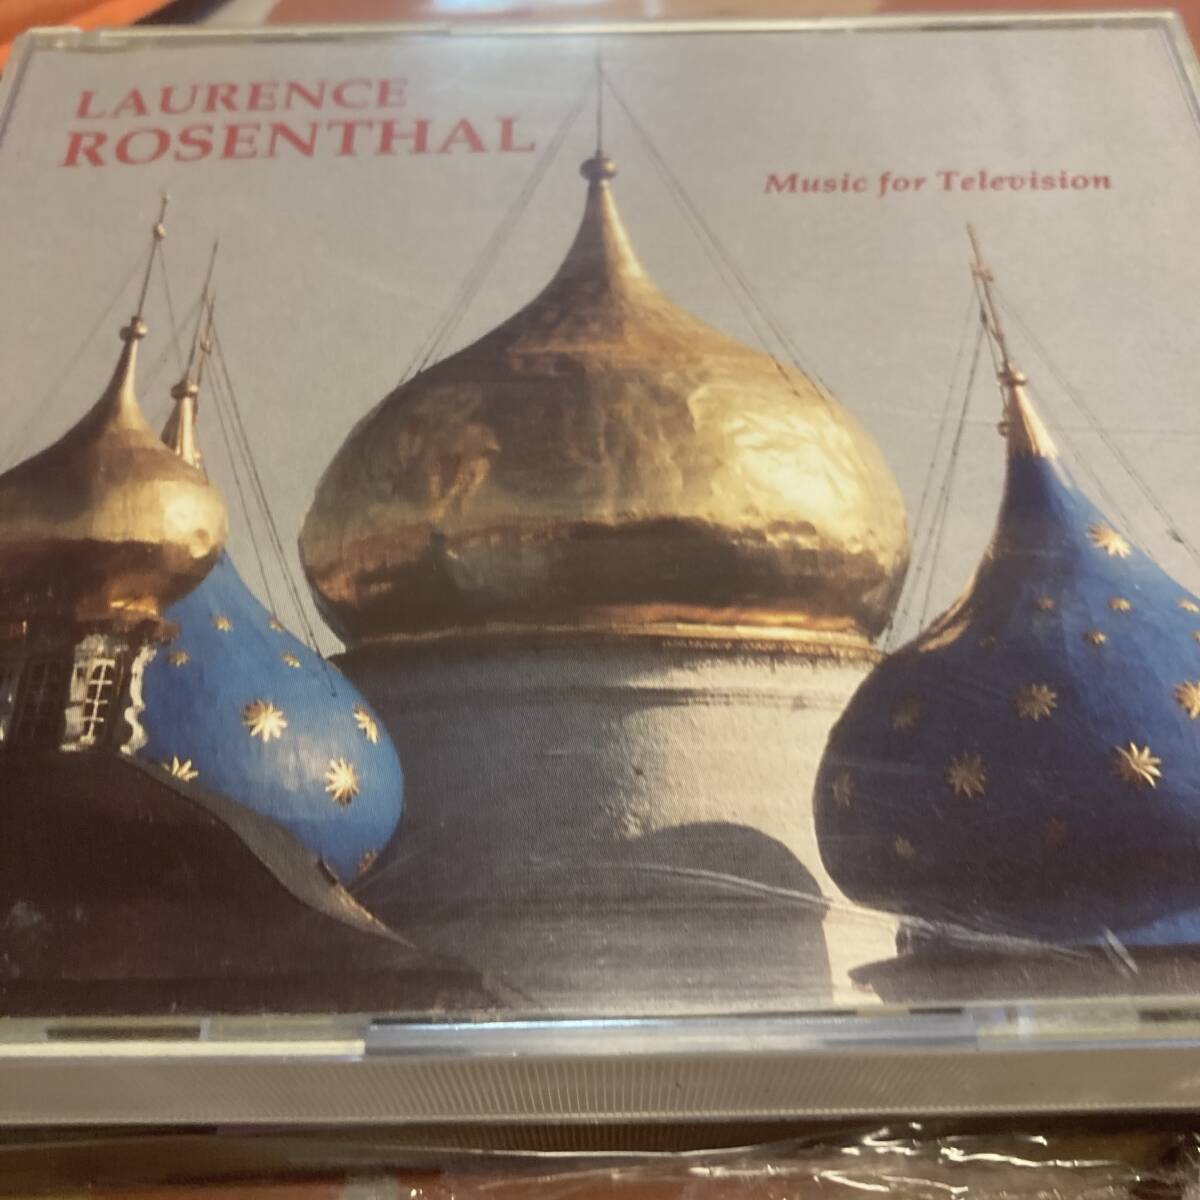 LAURENCE
ROSENTHAL
Music for Television